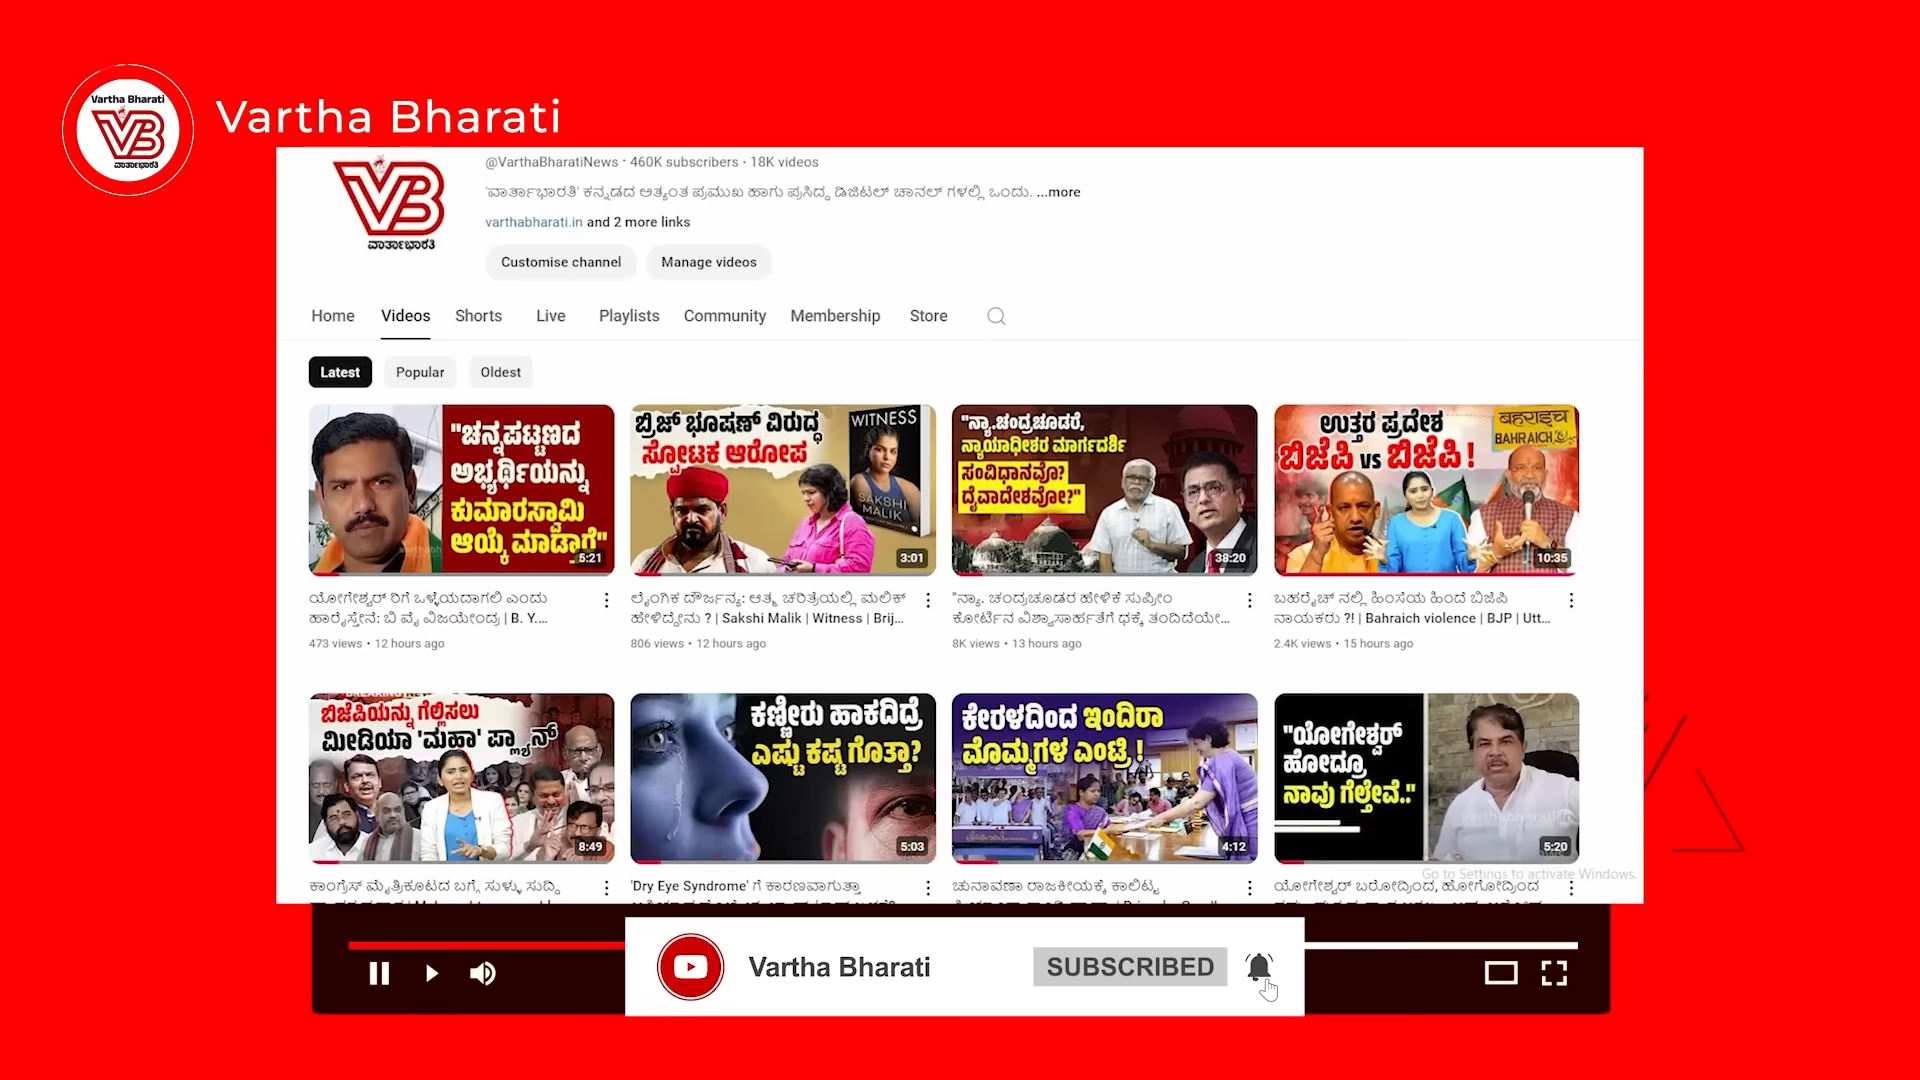 Vartha Bharati
Vartha Bharati
VB
ವಾರ್ತಾಭಾರತಿ
@VarthaBharatiNews · 460K subscribers · 18K videos
VB
ವಾರ್ತಾಭಾರತಿ
'ವಾರ್ತಾಭಾರತಿ' ಕನ್ನಡದ ಅತ್ಯಂತ ಪ್ರಮುಖ ಹಾಗು ಪ್ರಸಿದ್ಧ ಡಿಜಿಟಲ್ ಚಾನಲ್ ಗಳಲ್ಲಿ ಒಂದು. ...more
varthabharati.in and 2 more links
Customise channel Manage videos
Home Videos Shorts Live Playlists Community Membership Store
Latest Popular Oldest
"ಚನ್ನಪಟ್ಟಣದ
ಅಭ್ಯರ್ಥಿಯನ್ನು
ಕುಮಾರಸ್ವಾಮಿ
ಆಯ್ಕೆ ಮಾಡ್ತಾರೆ"
5:21
ಬ್ರಿಜ್ ಭೂಷಣ್ ವಿರುದ್ಧ
ಸ್ಫೋಟಕ ಆರೋಪ
WITNESS
SAKSHI
MALIK
3:01
"ನ್ಯಾ.ಚಂದ್ರಚೂಡರೆ,
ನ್ಯಾಯಾಧೀಶರ ಮಾರ್ಗದರ್ಶಿ
ಸಂವಿಧಾನವೊ?
ದೈವಾದೇಶವೋ?"
38:20
ಉತ್ತರ ಪ್ರದೇಶ
ಬಿಜೆಪಿ vs ಬಿಜೆಪಿ !
बहराइच
BAHRAICH
10:35
ಯೋಗೇಶ್ವರ್ ರಿಗೆ ಒಳ್ಳೆಯದಾಗಲಿ ಎಂದು
ಹಾರೈಸ್ತೇನೆ: ಬಿ ವೈ ವಿಜಯೇಂದ್ರ | B. Y....
473 views · 12 hours ago
ಲೈಂಗಿಕ ದೌರ್ಜನ್ಯ: ಆತ್ಮ ಚರಿತ್ರೆಯಲ್ಲಿ ಮಲಿಕ್
ಹೇಳಿದ್ದೇನು ? | Sakshi Malik | Witness | Brij...
806 views · 12 hours ago
"ನ್ಯಾ. ಚಂದ್ರಚೂಡರ ಹೇಳಿಕೆ ಸುಪ್ರೀಂ
ಕೋರ್ಟಿನ ವಿಶ್ವಾಸಾರ್ಹತೆಗೆ ಧಕ್ಕೆ ತಂದಿದೆಯೇ...
8K views · 13 hours ago
ಬಹರೈಚ್ ನಲ್ಲಿ ಹಿಂಸೆಯ ಹಿಂದೆ ಬಿಜೆಪಿ
ನಾಯಕರು ?! | Bahraich violence | BJP | Utt...
2.4K views · 15 hours ago
ಬಿಜೆಪಿಯನ್ನು ಗೆಲ್ಲಿಸಲು
ಮೀಡಿಯಾ 'ಮಹಾ' ಪ್ಲ್ಯಾನ್
8:49
ಕಣ್ಣೀರು ಹಾಕದಿದ್ರೆ
ಎಷ್ಟು ಕಷ್ಟ ಗೊತ್ತಾ?
5:03
ಕೇರಳದಿಂದ ಇಂದಿರಾ
ಮೊಮ್ಮಗಳ ಎಂಟ್ರಿ !
4:12
"ಯೋಗೇಶ್ವರ್
ಹೋದ್ರೂ
ನಾವು ಗೆಲ್ತೇವೆ.."
5:20
Go to Settings to activate Windows.
ಕಾಂಗ್ರೆಸ್ ಮೈತ್ರಿಕೂಟದ ಬಗ್ಗೆ ಸುಳ್ಳು ಸುದ್ದಿ
'Dry Eye Syndrome' ಗೆ ಕಾರಣವಾಗುತ್ತಾ
ಚುನಾವಣಾ ರಾಜಕೀಯಕ್ಕೆ ಕಾಲಿಟ್ಟ
ಯೋಗೇಶ್ವರ್ ಬರೋದ್ರಿಂದ, ಹೋಗೋದ್ರಿಂದ
Vartha Bharati SUBSCRIBED